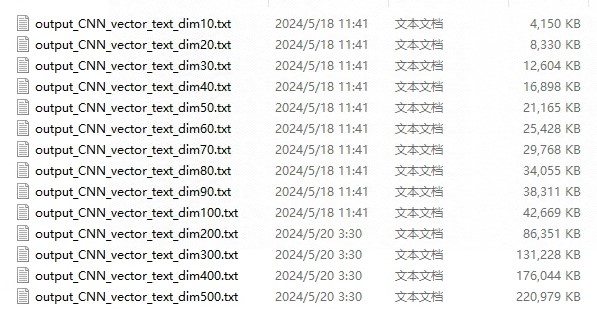 output_CNN_vector_text_dim10.txt 2024/5/18 11:41 文本文档 4,150 KB
output_CNN_vector_text_dim20.txt 2024/5/18 11:41 文本文档 8,330 KB
output_CNN_vector_text_dim30.txt 2024/5/18 11:41 文本文档 12,604 KB
output_CNN_vector_text_dim40.txt 2024/5/18 11:41 文本文档 16,898 KB
output_CNN_vector_text_dim50.txt 2024/5/18 11:41 文本文档 21,165 KB
output_CNN_vector_text_dim60.txt 2024/5/18 11:41 文本文档 25,428 KB
output_CNN_vector_text_dim70.txt 2024/5/18 11:41 文本文档 29,768 KB
output_CNN_vector_text_dim80.txt 2024/5/18 11:41 文本文档 34,055 KB
output_CNN_vector_text_dim90.txt 2024/5/18 11:41 文本文档 38,311 KB
output_CNN_vector_text_dim100.txt 2024/5/18 11:41 文本文档 42,669 KB
output_CNN_vector_text_dim200.txt 2024/5/20 3:30 文本文档 86,351 KB
output_CNN_vector_text_dim300.txt 2024/5/20 3:30 文本文档 131,228 KB
output_CNN_vector_text_dim400.txt 2024/5/20 3:30 文本文档 176,044 KB
output_CNN_vector_text_dim500.txt 2024/5/20 3:30 文本文档 220,979 KB